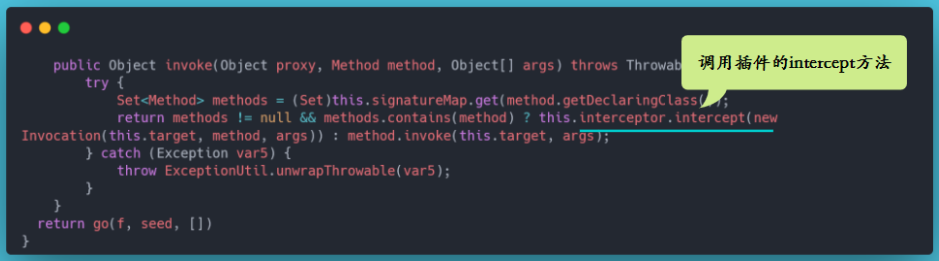 public Object invoke(Object proxy, Method method, Object[] args) throws Throwab
调用插件的intercept方法
try {
Set<Method> methods = (Set)this.signatureMap.get(method.getDeclaringClass());
return methods != null && methods.contains(method) ? this.interceptor.intercept(new
Invocation(this.target, method, args)) : method.invoke(this.target, args);
} catch (Exception var5) {
throw ExceptionUtil.unwrapThrowable(var5);
}
}
return go(f, seed, [])
}